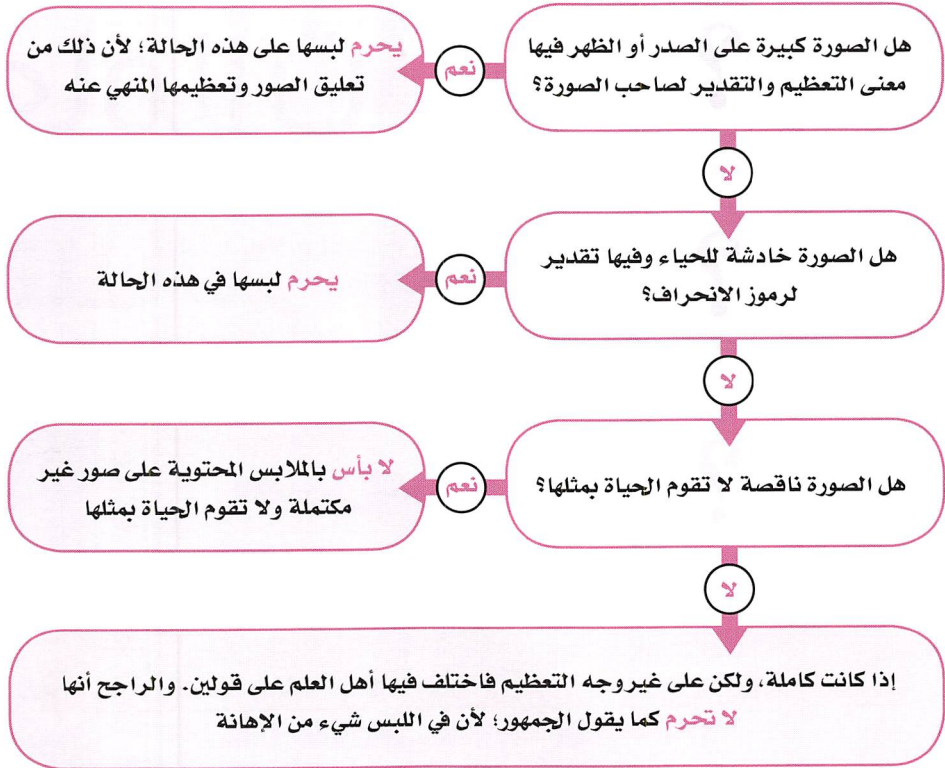 هل الصورة كبيرة على الصدر أو الظهر فيها
معنى التعظيم والتقدير لصاحب الصورة؟
نعم
يحرم لبسها على هذه الحالة؛ لأن ذلك من
تعليق الصور وتعظيمها المنهي عنه
لا
هل الصورة خادشة للحياء وفيها تقدير
لرموز الانحراف؟
نعم
يحرم لبسها في هذه الحالة
لا
هل الصورة ناقصة لا تقوم الحياة بمثلها؟
نعم
لا بأس بالملابس المحتوية على صور غير
مكتملة ولا تقوم الحياة بمثلها
لا
إذا كانت كاملة، ولكن على غير وجه التعظيم فاختلف فيها أهل العلم على قولين. والراجح أنها
لا تحرم كما يقول الجمهور؛ لأن في اللبس شيء من الإهانة